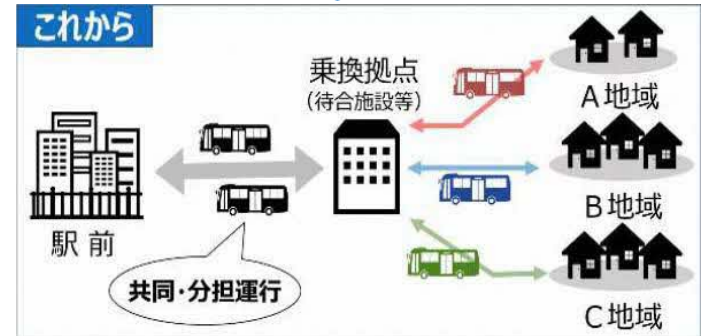 これから
乗換拠点
(待合施設等)
A地域
B地域
駅前
共同・分担運行
C地域